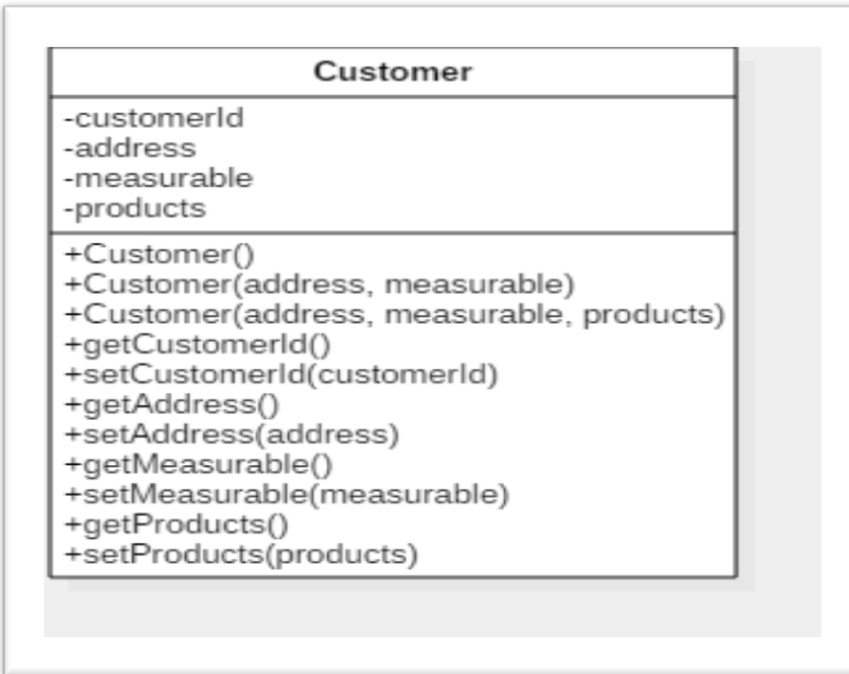 Customer
-customerId
-address
-measurable
-products
+Customer()
+Customer(address, measurable)
+Customer(address, measurable, products)
+getCustomerId()
+setCustomerId(customerId)
+getAddress()
+setAddress(address)
+getMeasurable()
+setMeasurable(measurable)
+getProducts()
+setProducts(products)